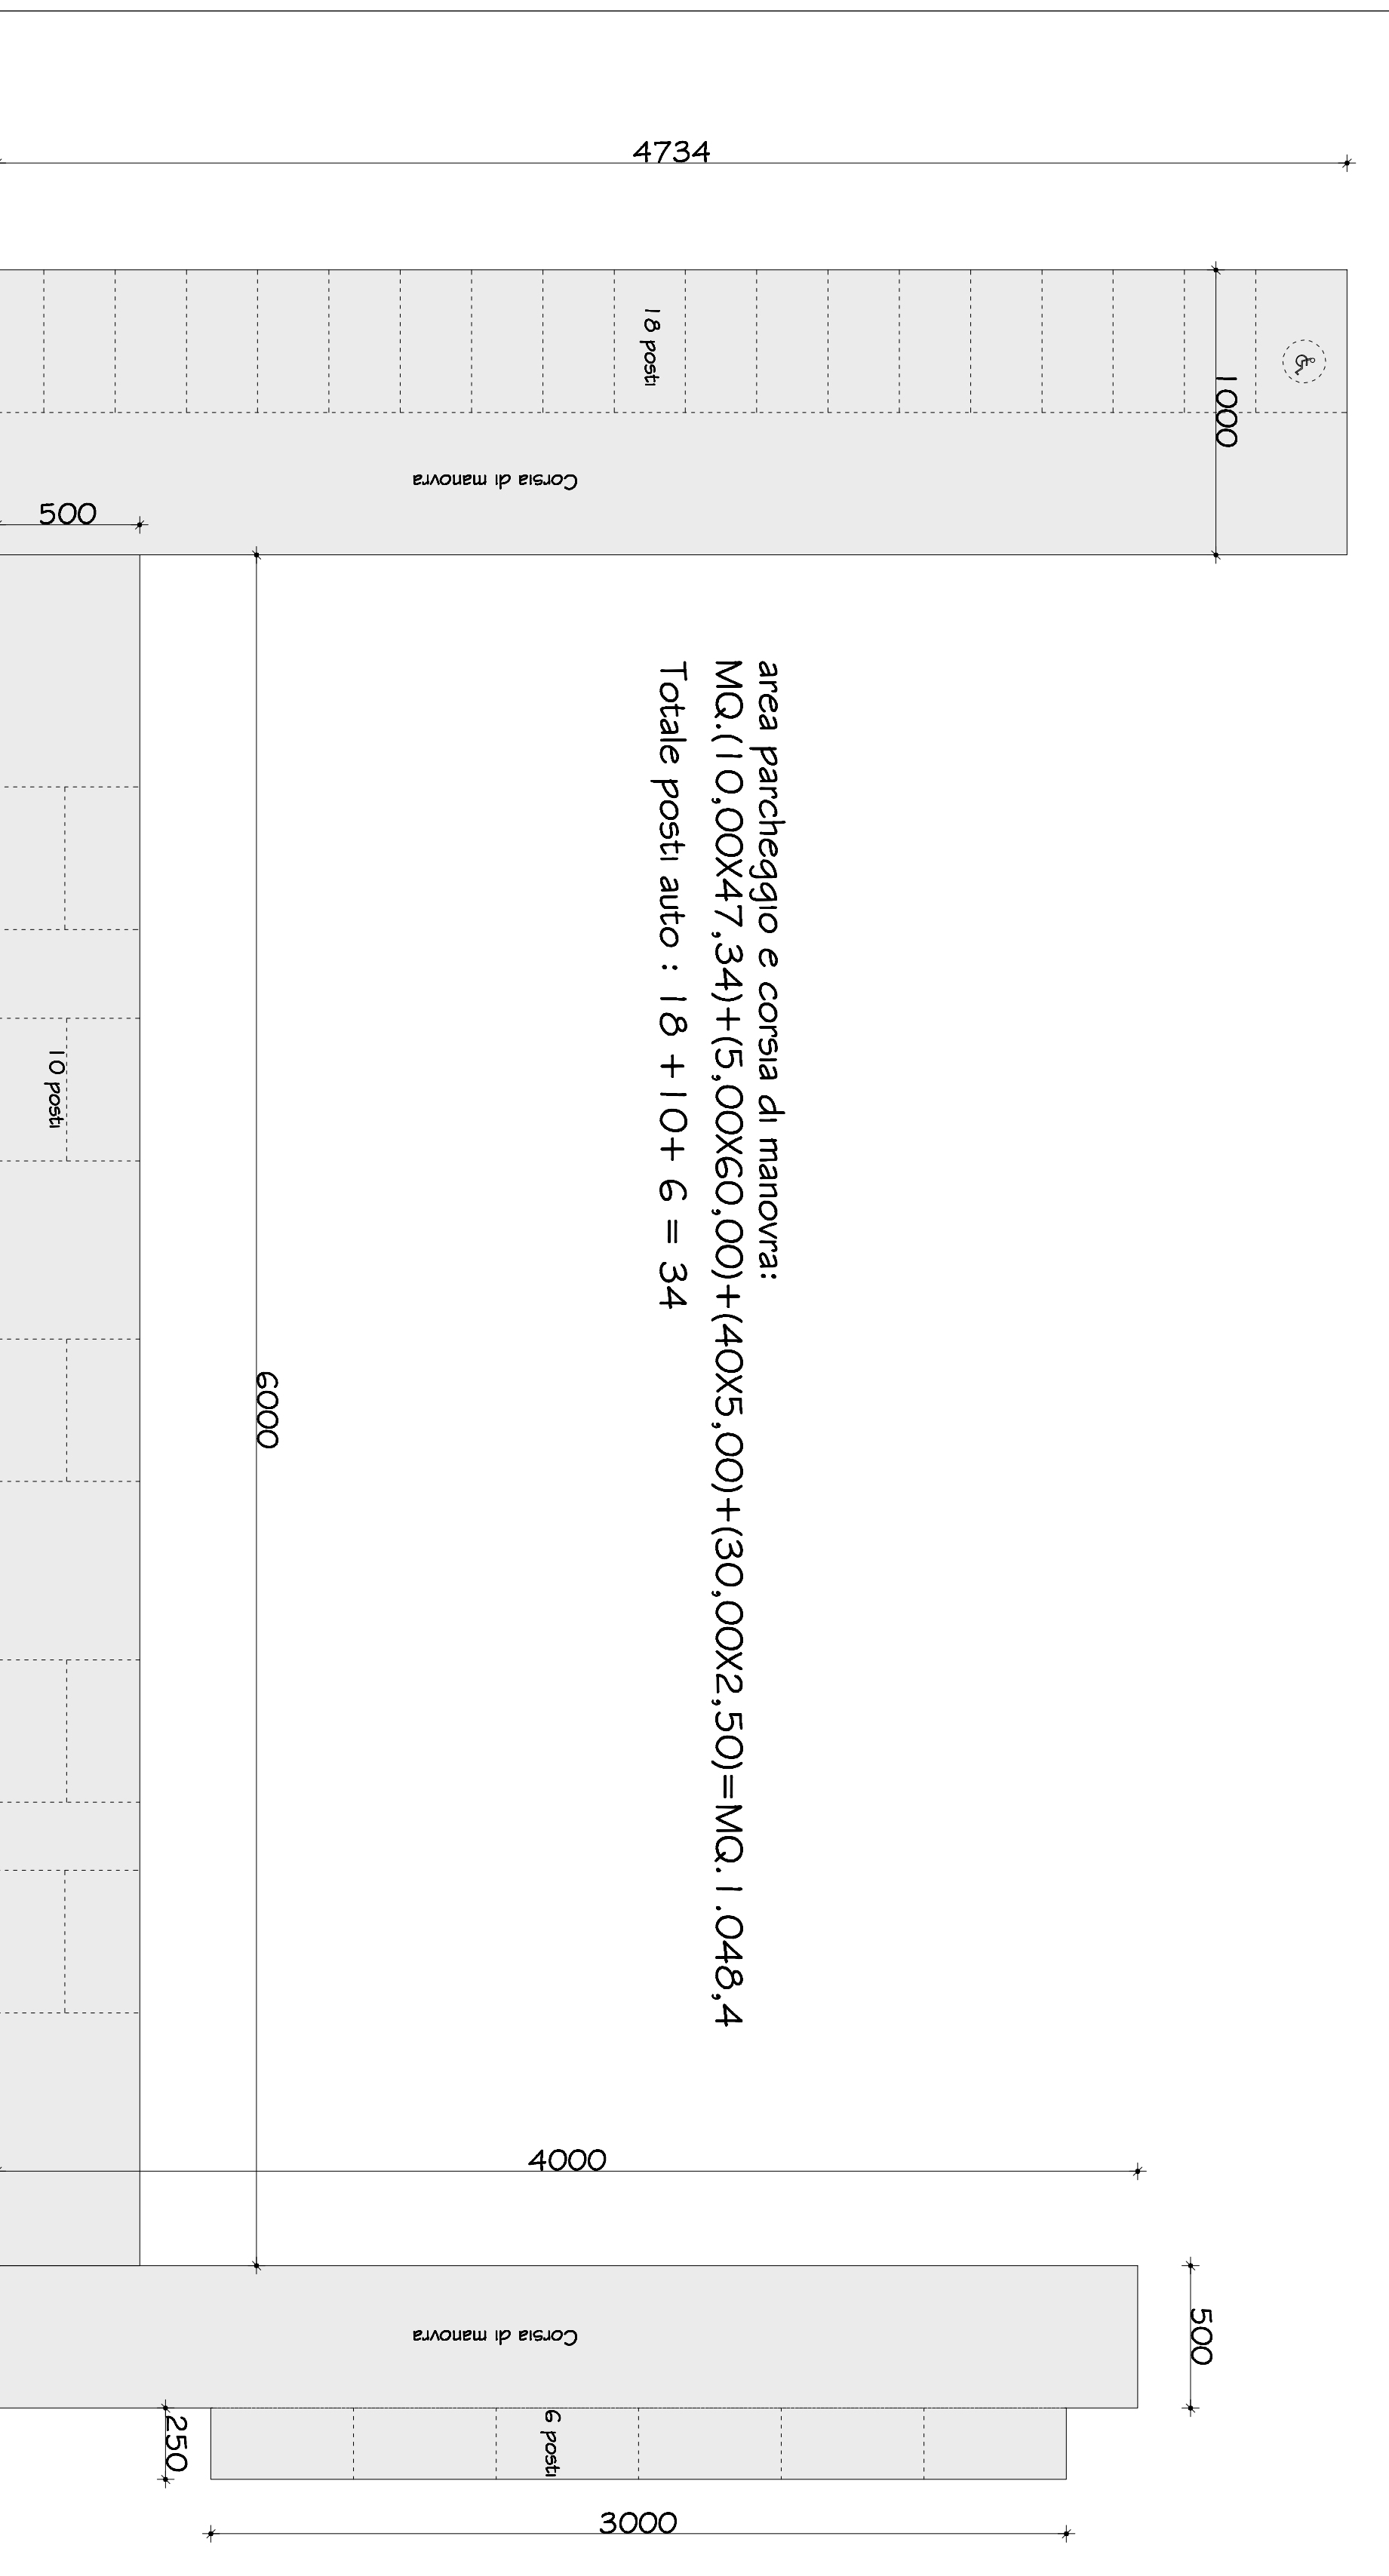 4734
18 posti
1000
Corsia di manovra
500
area parcheggio e corsia di manovra:
MQ.(10,00X47,34)+(5,00X60,00)+(40X5,00)+(30,00X2,50)=MQ.1.048,4
Totale posti auto : 18 +10+ 6 = 34
10 posti
6000
4000
Corsia di manovra
500
250
6 posti
3000